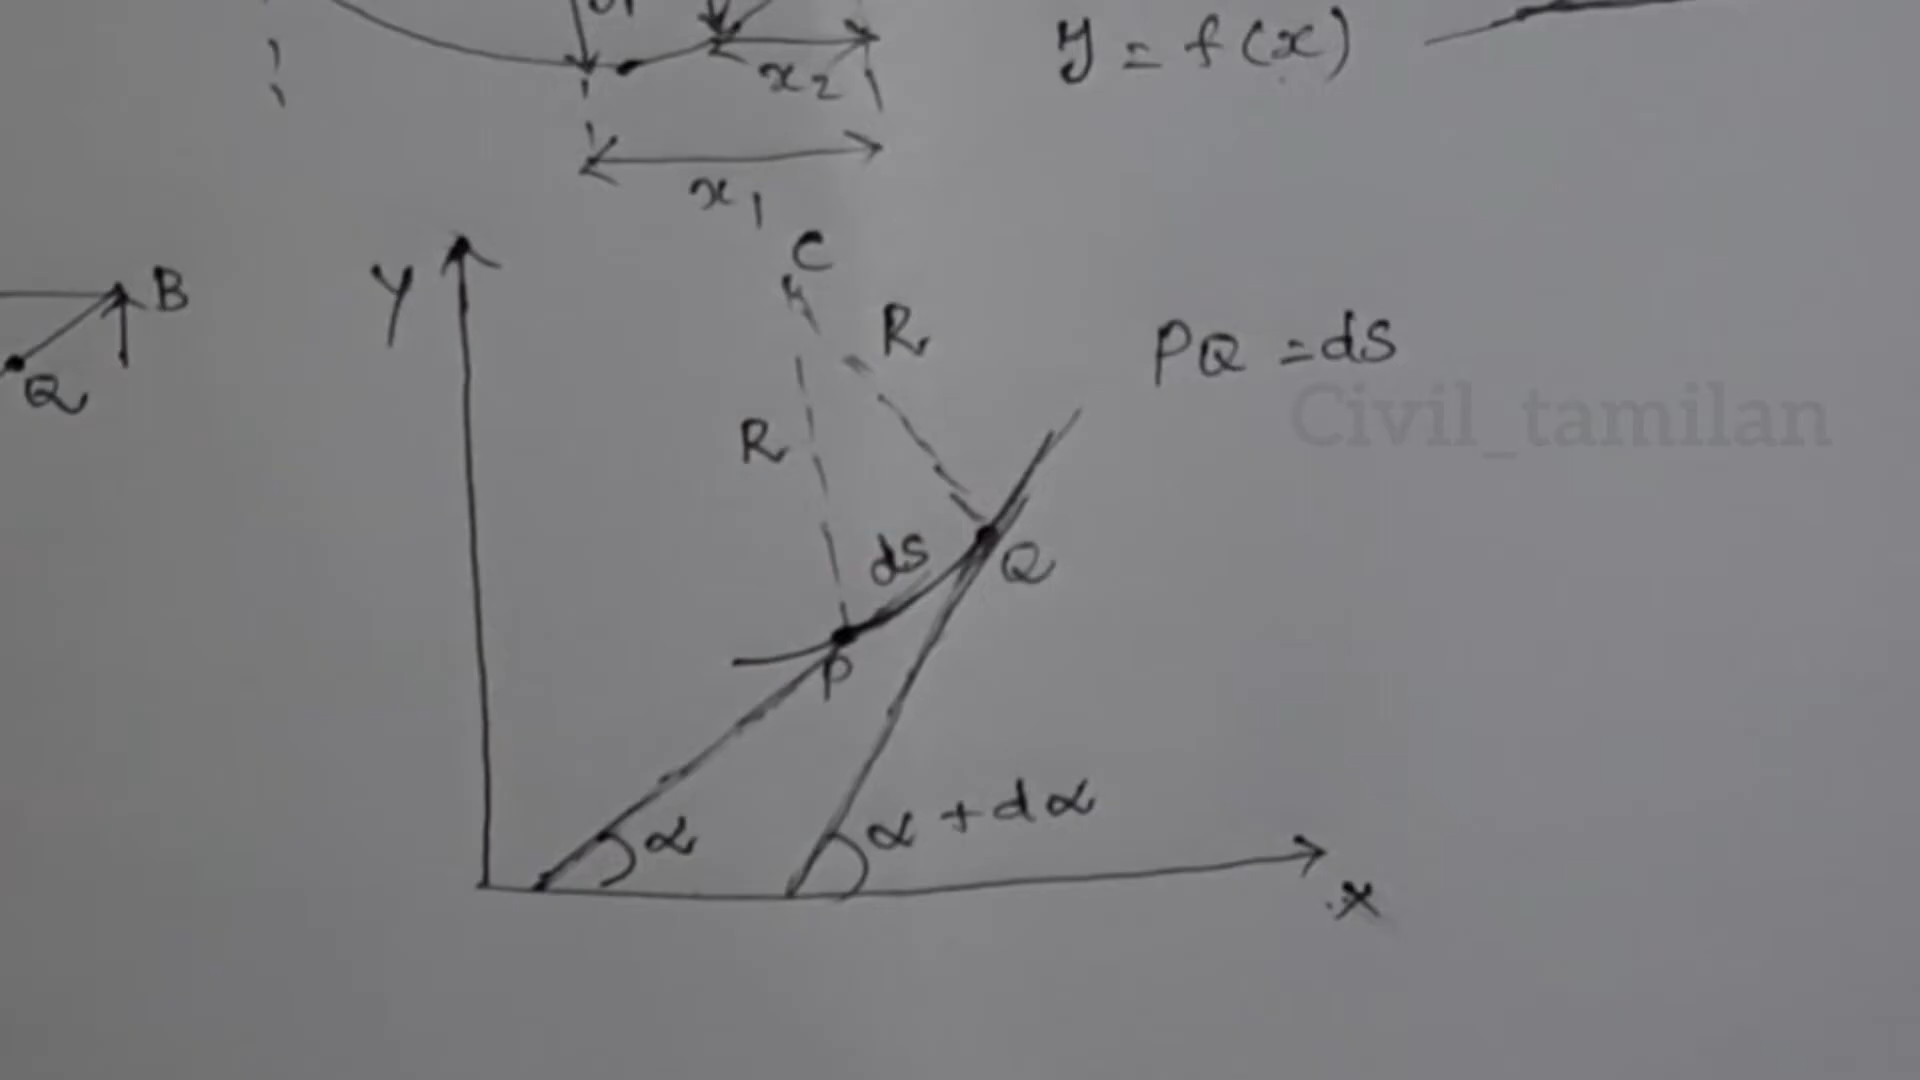 y = f(x)
x2
x1
C
B
Y
R
PQ = ds
Q
Civil_tamilan
R
ds
Q
P
α
α + dα
x